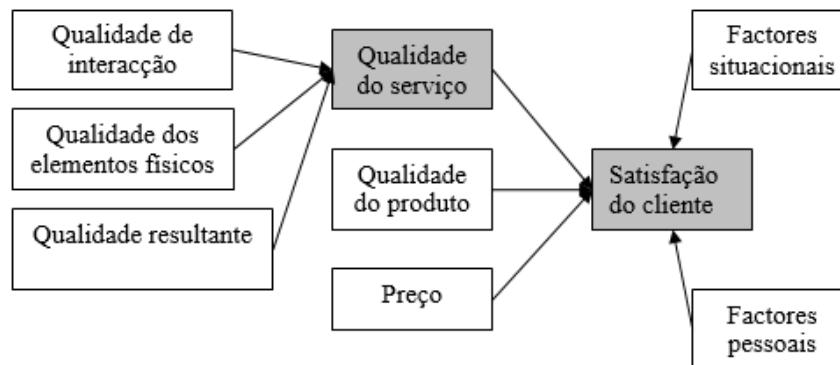 Qualidade de
interacção
Qualidade dos
elementos físicos
Qualidade resultante
Qualidade
do serviço
Qualidade
do produto
Preço
Factores
situacionais
Satisfação
do cliente
Factores
pessoais